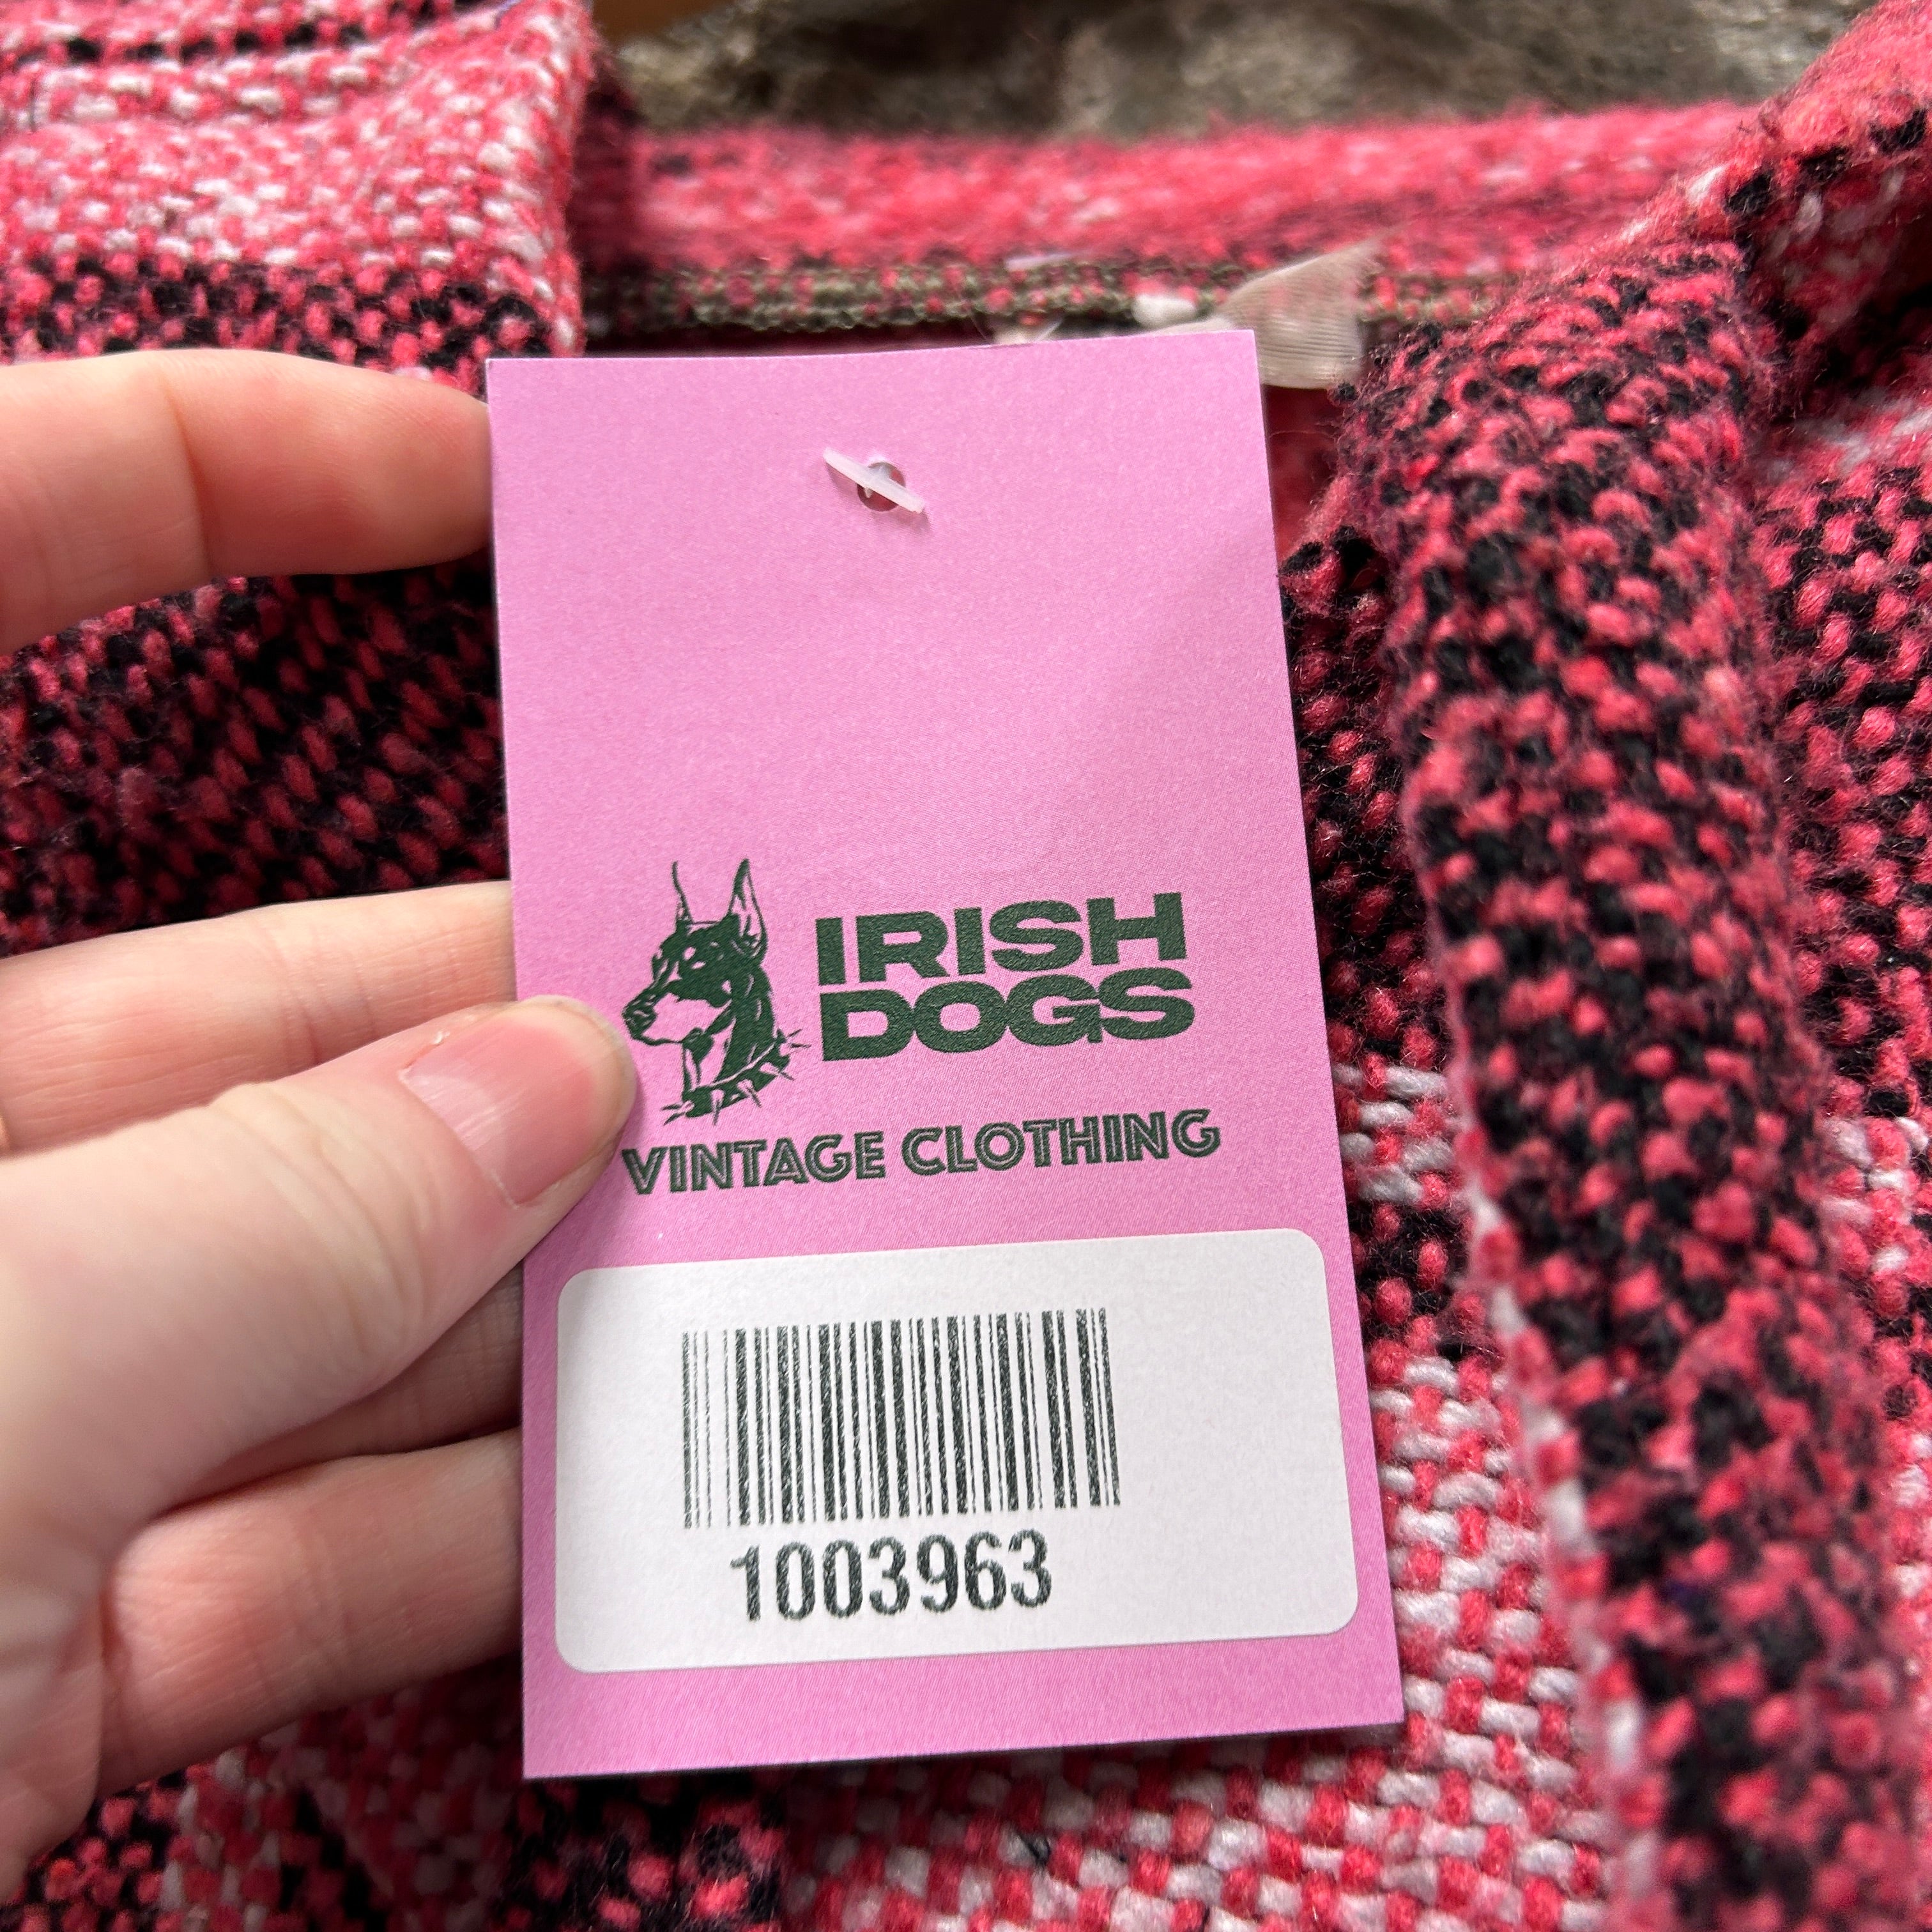 IRISH
DOGS
VINTAGE CLOTHING
1003963